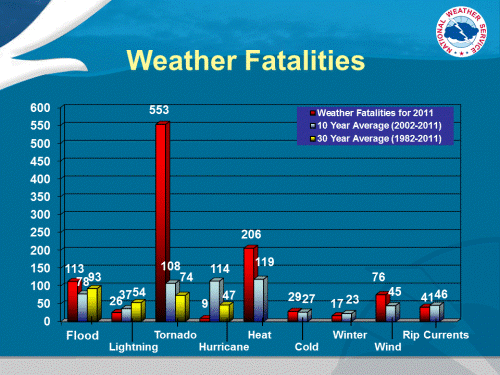 NATIONAL WEATHER SERVICE
Weather Fatalities
Weather Fatalities for 2011
10 Year Average (2002-2011)
30 Year Average (1982-2011)
600
550
500
450
400
350
300
250
200
150
100
50
0
113
78
93
26
37
54
553
108
74
9
114
47
206
119
29
27
17
23
76
45
41
46
Flood
Lightning
Tornado
Hurricane
Heat
Cold
Winter
Wind
Rip Currents